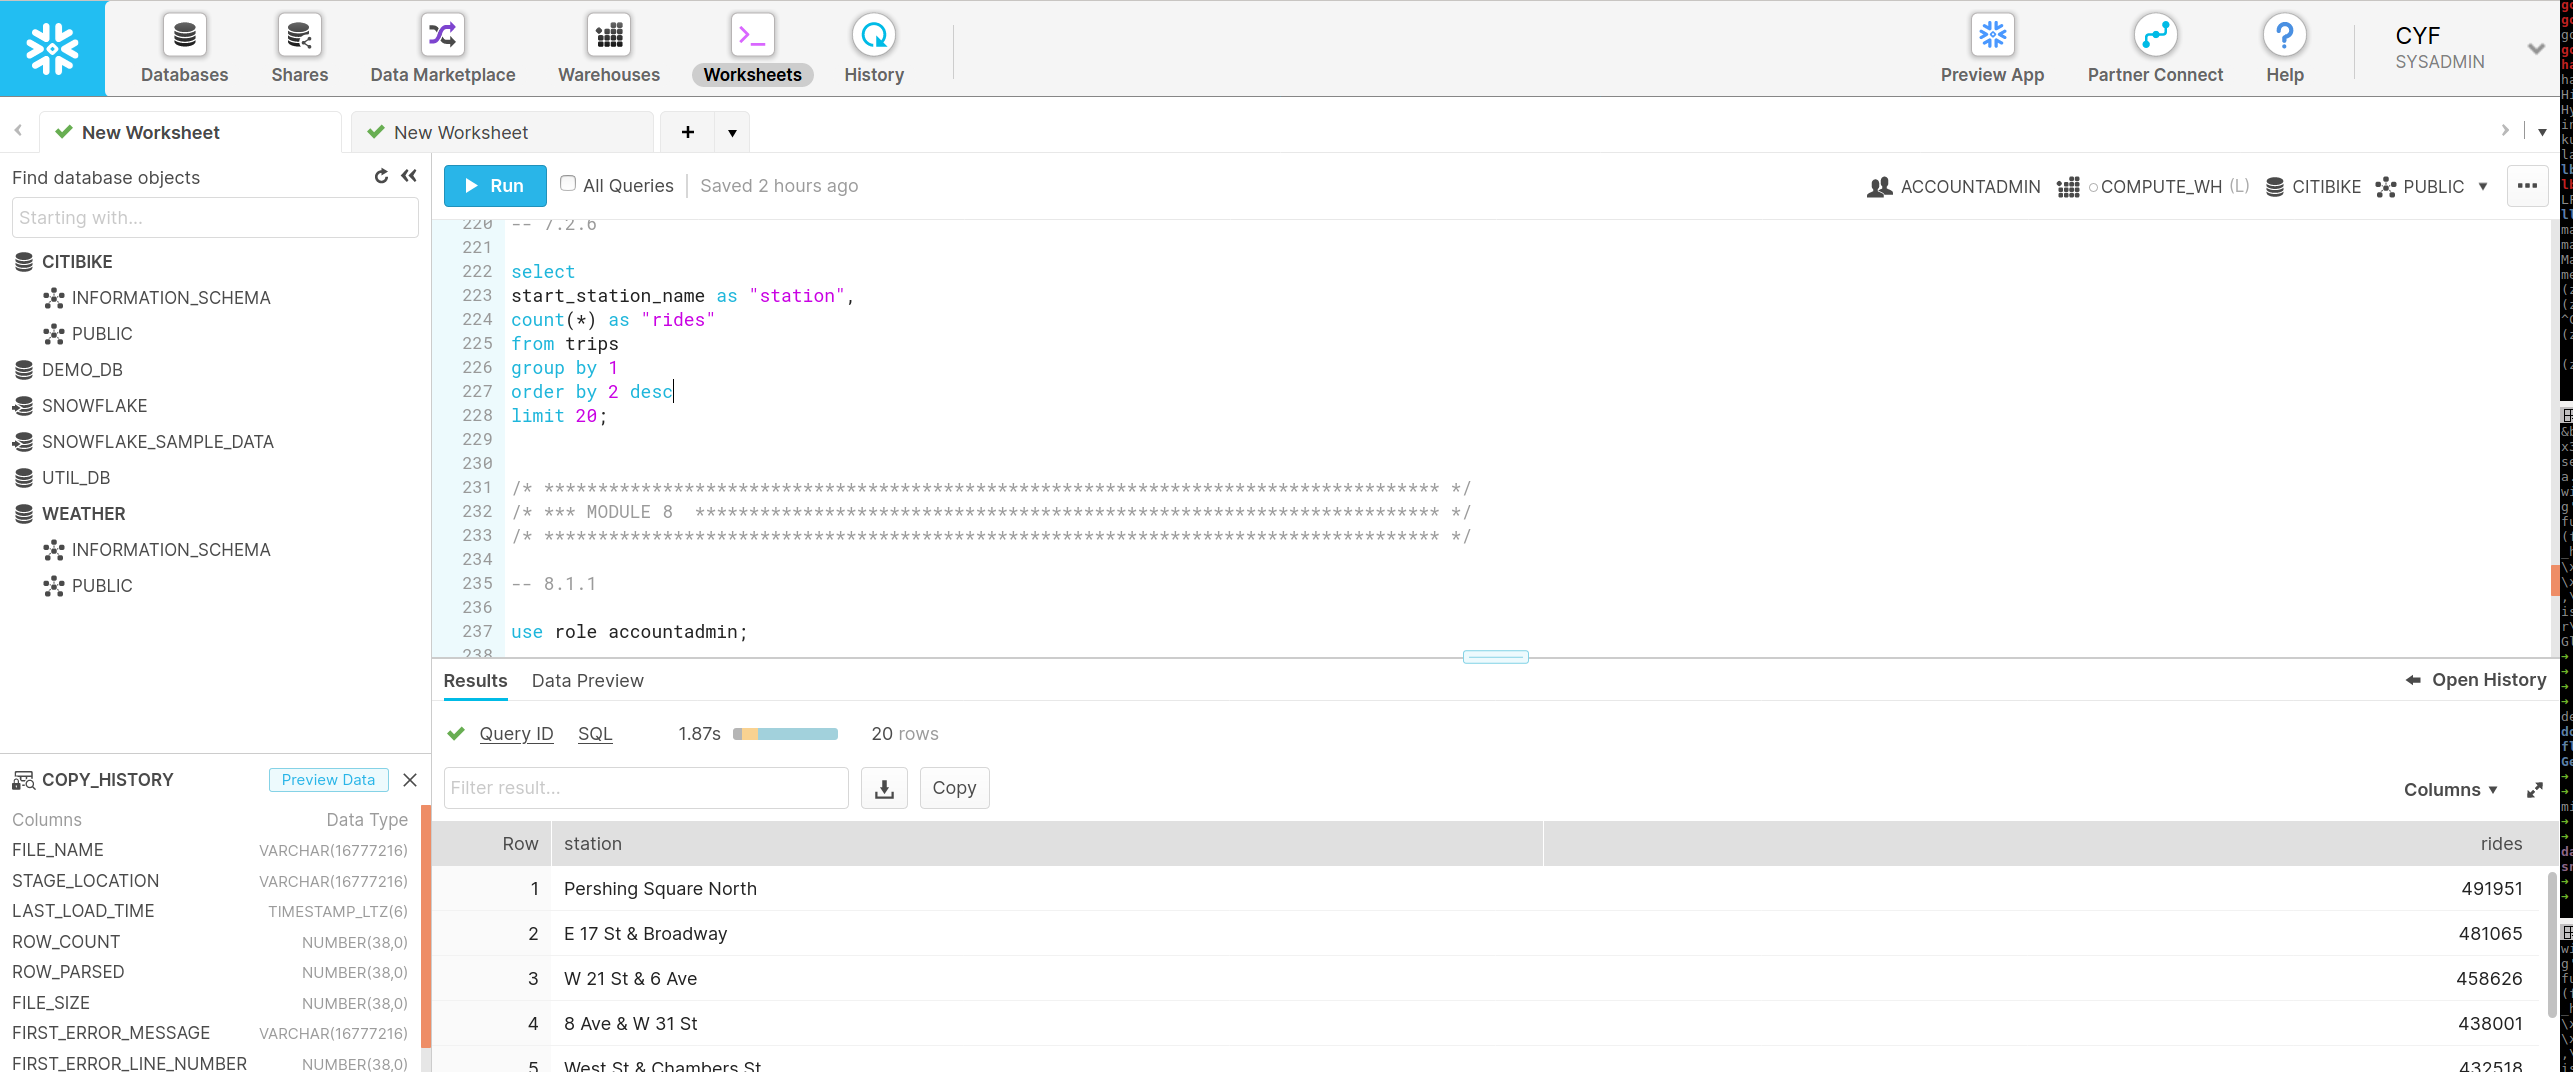 Databases
Shares
Data Marketplace
Warehouses
Worksheets
History
Preview App
Partner Connect
Help
CYF
SYSADMIN
New Worksheet
New Worksheet
Find database objects
Starting with...
CITIBIKE
INFORMATION_SCHEMA
PUBLIC
DEMO_DB
SNOWFLAKE
SNOWFLAKE_SAMPLE_DATA
UTIL_DB
WEATHER
INFORMATION_SCHEMA
PUBLIC
COPY_HISTORY Preview Data
Columns Data Type
FILE_NAME VARCHAR(16777216)
STAGE_LOCATION VARCHAR(16777216)
LAST_LOAD_TIME TIMESTAMP_LTZ(6)
ROW_COUNT NUMBER(38,0)
ROW_PARSED NUMBER(38,0)
FILE_SIZE NUMBER(38,0)
FIRST_ERROR_MESSAGE VARCHAR(16777216)
FIRST_ERROR_LINE_NUMBER NUMBER(38,0)
Run All Queries Saved 2 hours ago
ACCOUNTADMIN COMPUTE_WH (L) CITIBIKE PUBLIC
220 -- 7.2.6
221
222 select
223 start_station_name as "station",
224 count(*) as "rides"
225 from trips
226 group by 1
227 order by 2 desc
228 limit 20;
229
230
231 /* *********************************************************************************** */
232 /* *** MODULE 8  ********************************************************************* */
233 /* *********************************************************************************** */
234
235 -- 8.1.1
236
237 use role accountadmin;
238
Results Data Preview Open History
Query ID SQL 1.87s 20 rows
Filter result... Copy Columns
Row station rides
1 Pershing Square North 491951
2 E 17 St & Broadway 481065
3 W 21 St & 6 Ave 458626
4 8 Ave & W 31 St 438001
5 West St & Chambers St 432518